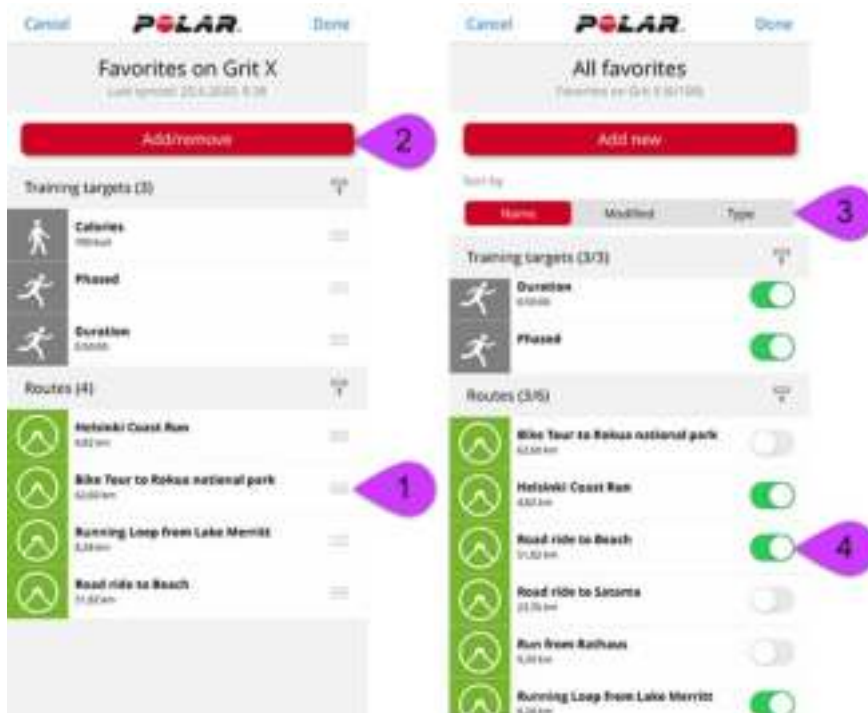 Cancel
POLAR
Done
Favorites on Grit X
Add/remove
2
Training targets (3)
Calories
Phased
Duration
Routes (4)
Helsinki Coast Run
Bike Tour to Rokua national park
1
Running Loop from Lake Merritt
Road ride to Beach
Cancel
POLAR
Done
All favorites
Add new
Sort by
Name
Modified
Type
3
Training targets (3/3)
Duration
Phased
Routes (3/6)
Bike Tour to Rokua national park
Helsinki Coast Run
Road ride to Beach
4
Road ride to Satama
Run from Rathaus
Running Loop from Lake Merritt